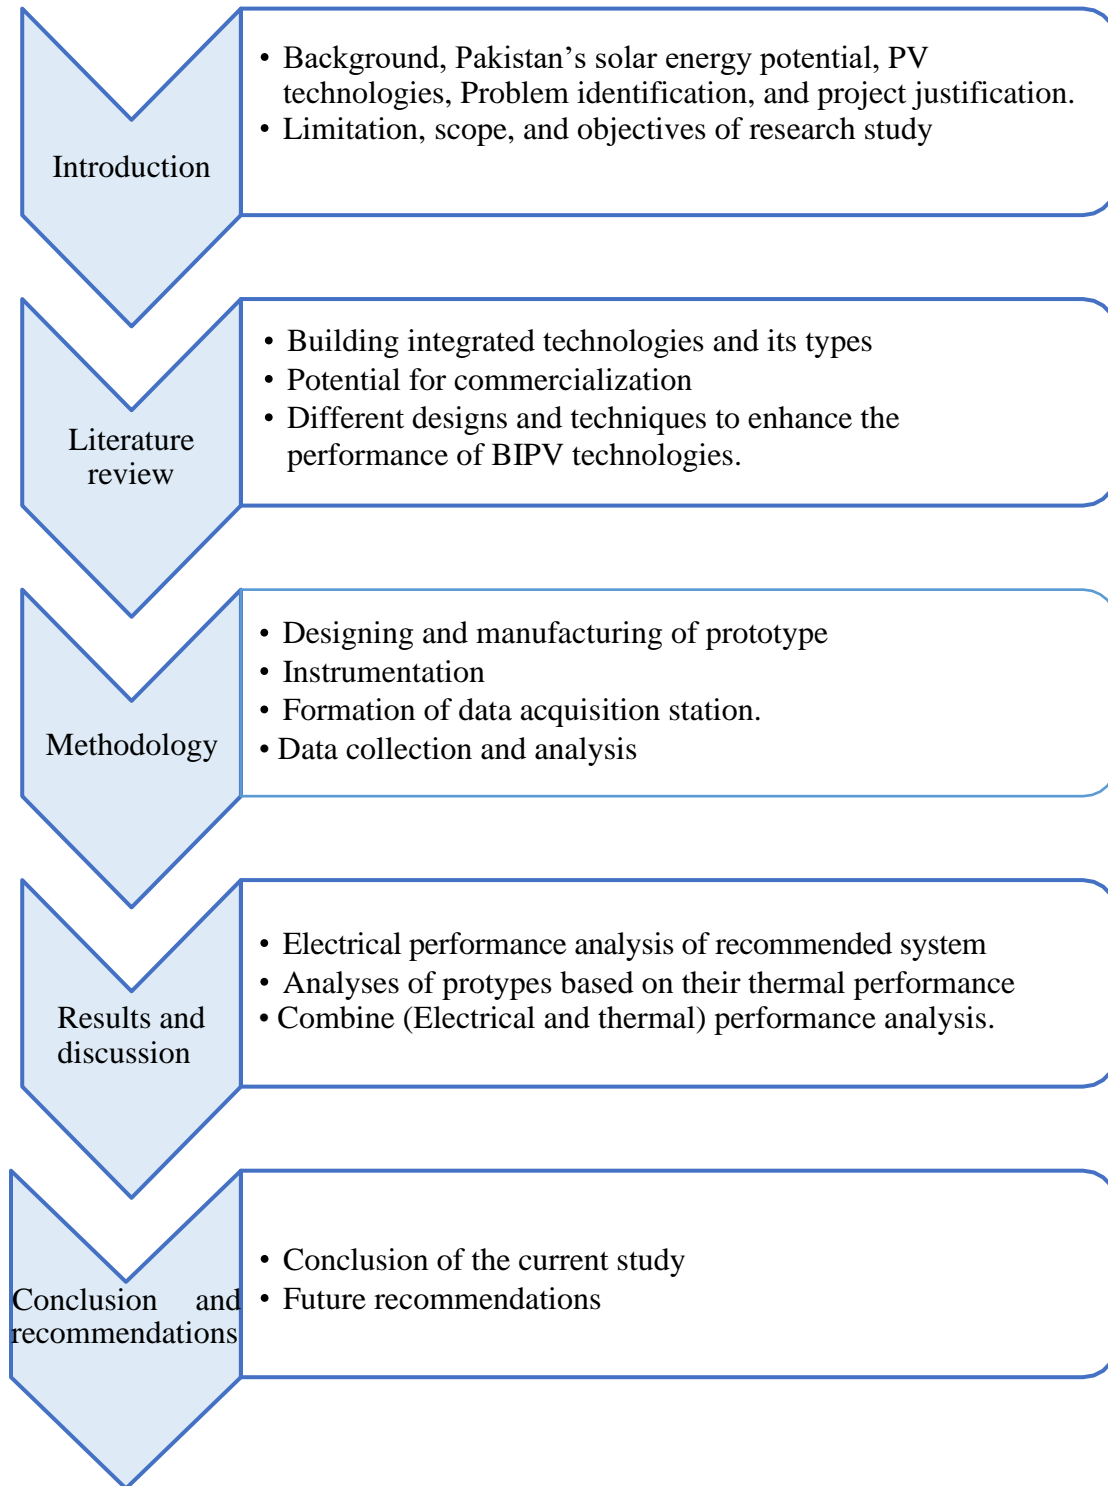 Introduction
• Background, Pakistan’s solar energy potential, PV
technologies, Problem identification, and project justification.
• Limitation, scope, and objectives of research study
Literature
review
• Building integrated technologies and its types
• Potential for commercialization
• Different designs and techniques to enhance the
performance of BIPV technologies.
Methodology
• Designing and manufacturing of prototype
• Instrumentation
• Formation of data acquisition station.
• Data collection and analysis
Results and
discussion
• Electrical performance analysis of recommended system
• Analyses of protypes based on their thermal performance
• Combine (Electrical and thermal) performance analysis.
Conclusion and
recommendations
• Conclusion of the current study
• Future recommendations